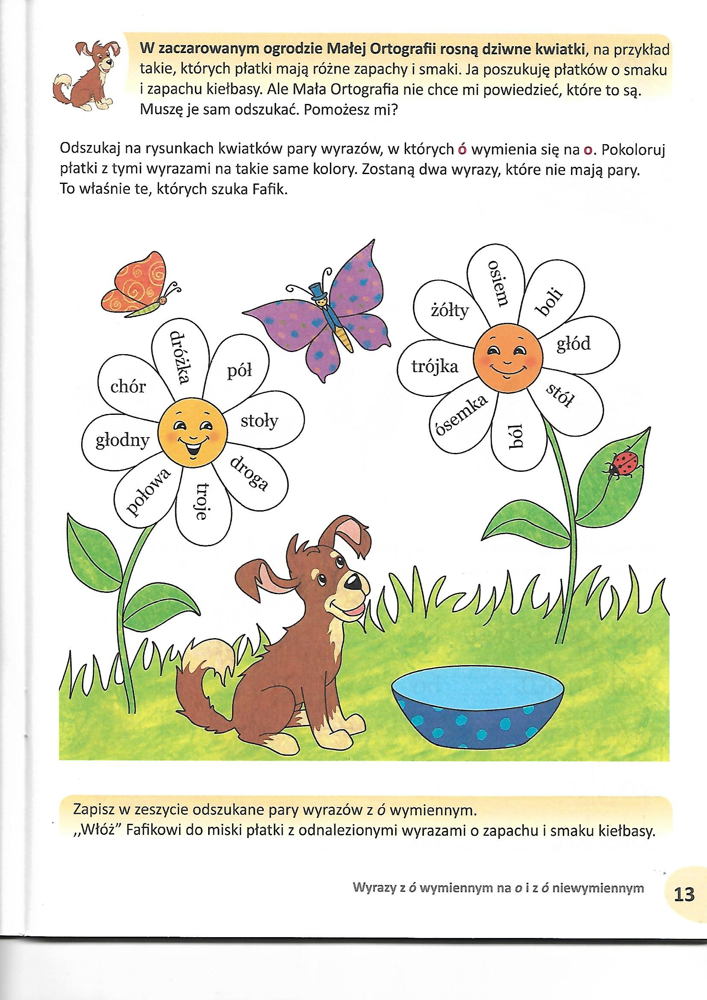 W zaczarowanym ogrodzie Małej Ortografii rosną dziwne kwiatki, na przykład
takie, których płatki mają różne zapachy i smaki. Ja poszukuję płatków o smaku
i zapachu kiełbasy. Ale Mała Ortografia nie chce mi powiedzieć, które to są.
Muszę je sam odszukać. Pomożesz mi?
Odszukaj na rysunkach kwiatków pary wyrazów, w których ó wymienia się na o. Pokoloruj
płatki z tymi wyrazami na takie same kolory. Zostaną dwa wyrazy, które nie mają pary.
To właśnie te, których szuka Fafik.
dróżka
pół
stoły
droga
troje
połowa
głodny
chór
osiem
boli
głód
stół
ból
ósemka
trójka
żółty
Zapisz w zeszycie odszukane pary wyrazów z ó wymiennym.
,,Włóż” Fafikowi do miski płatki z odnalezionymi wyrazami o zapachu i smaku kiełbasy.
Wyrazy z ó wymiennym na o i z ó niewymiennym
13